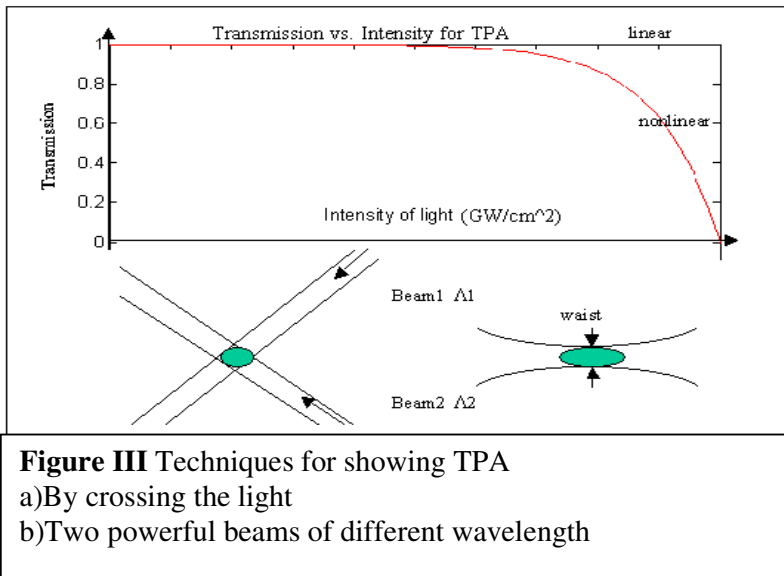 Transmission vs. Intensity for TPA
linear
1
0.8
0.6
0.4
0.2
0
Transmission
nonlinear
Intensity of light (GW/cm^2)
Beam1 Λ1
waist
Beam2 Λ2
Figure III Techniques for showing TPA
a)By crossing the light
b)Two powerful beams of different wavelength